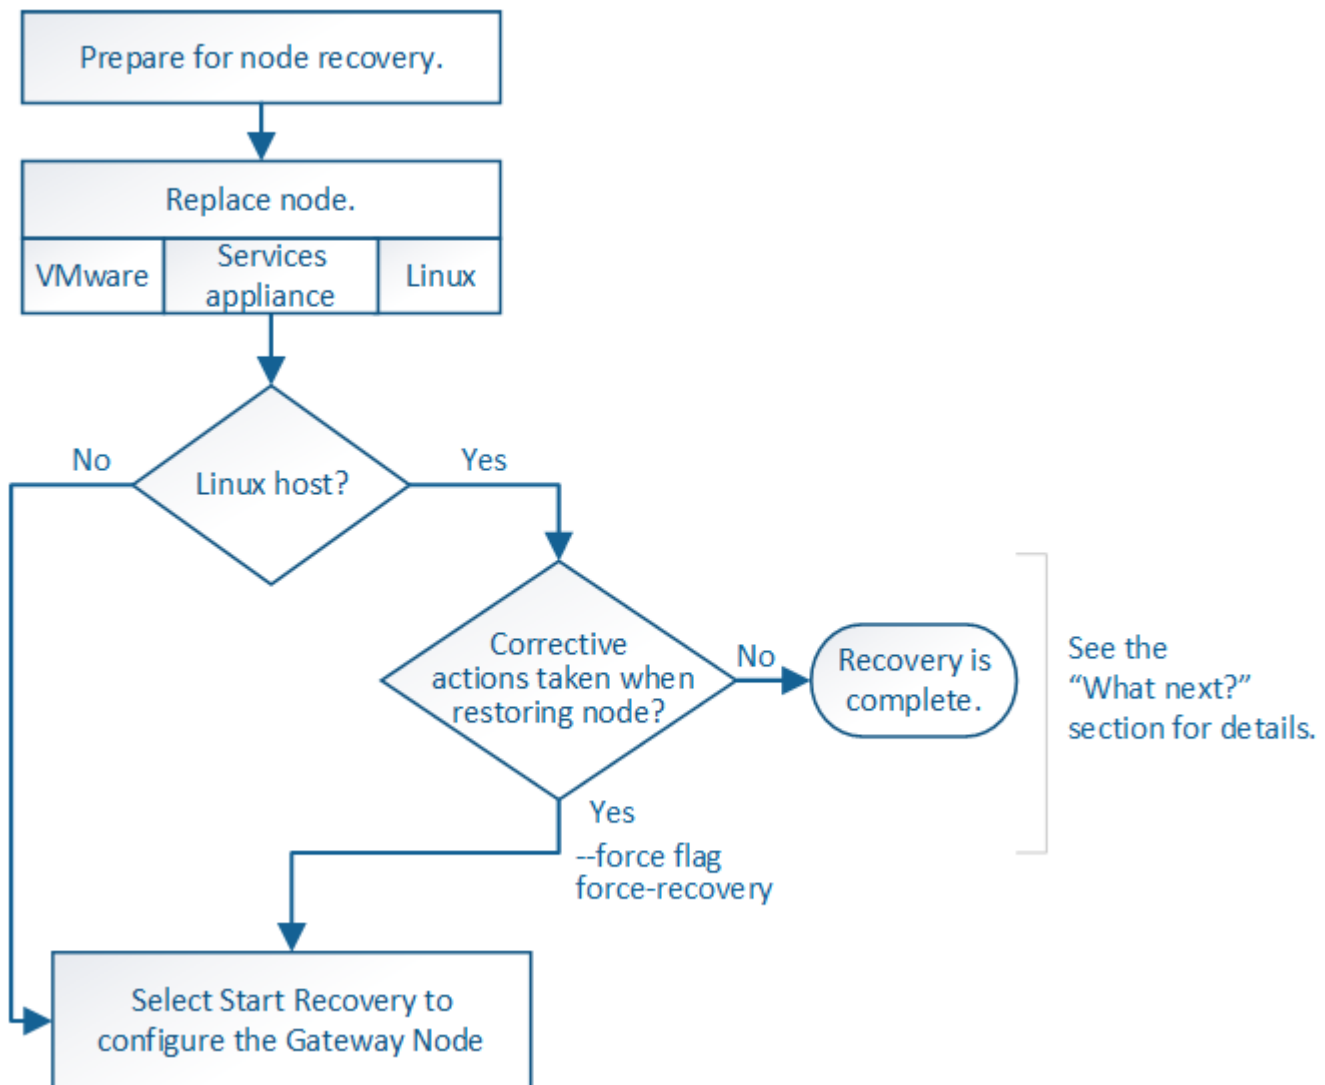 Prepare for node recovery.
Replace node.
VMware
Services
appliance
Linux
Linux host?
No
Yes
Corrective
actions taken when
restoring node?
No
Recovery is
complete.
See the
“What next?”
section for details.
Yes
--force flag
force-recovery
Select Start Recovery to
configure the Gateway Node